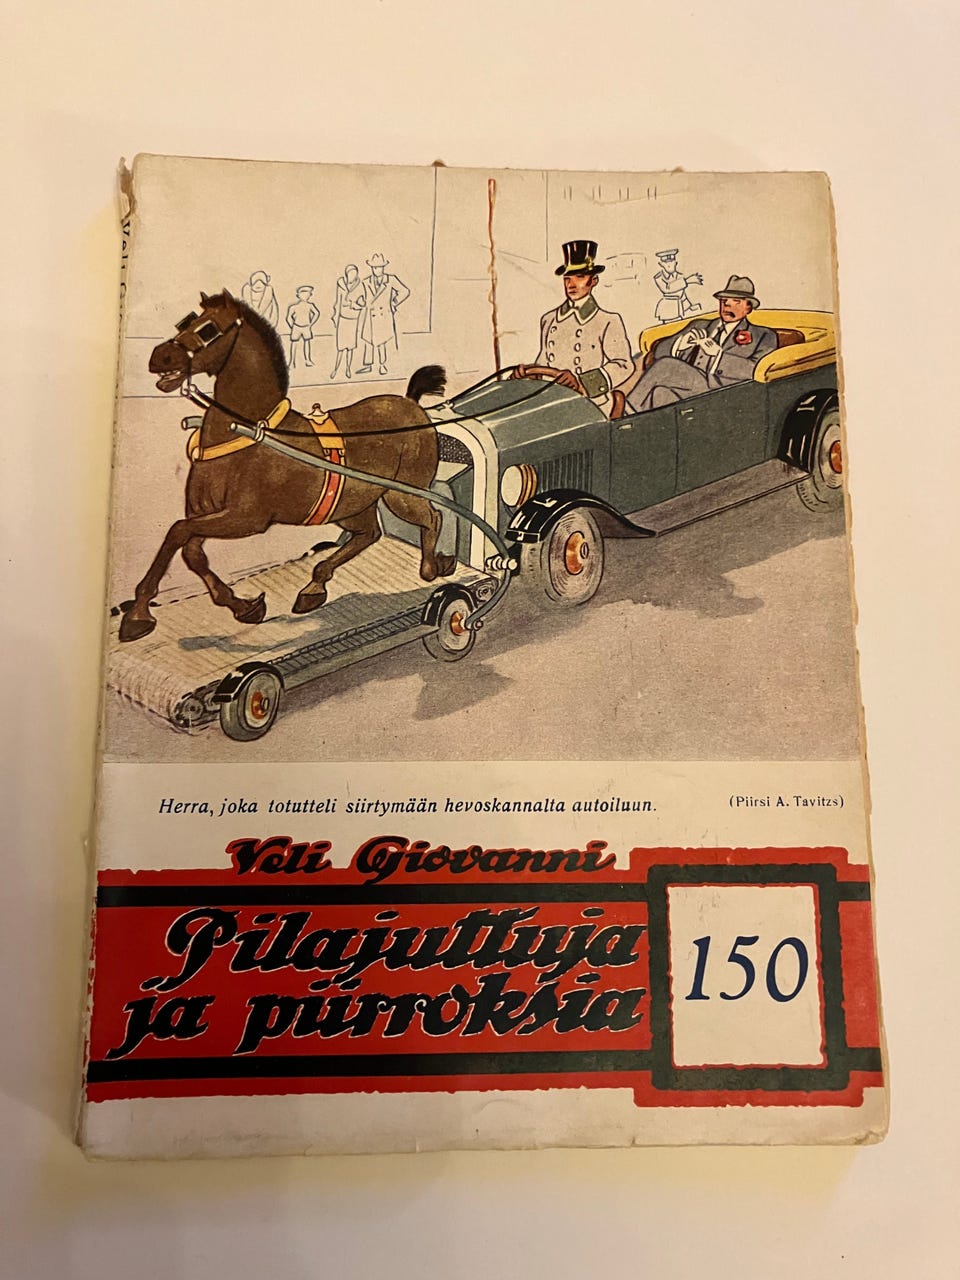 Herra, joka totutteli siirtymään hevoskannalta autoiluun.
(Piirsi A. Tavitzs)
Veli Giovanni
Pilajuttuja
ja piirroksia
150